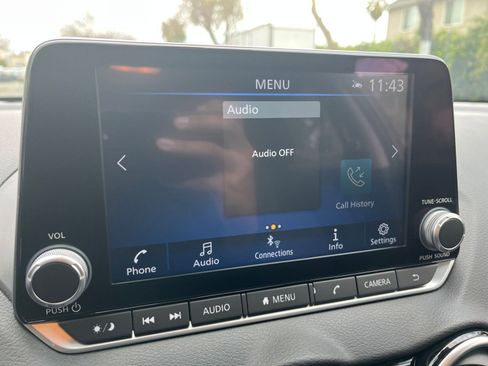 MENU
11:43
Audio
Audio OFF
Call History
VOL
TUNE·SCROLL
Phone
Audio
Connections
Info
Settings
PUSH
PUSH SOUND
AUDIO
MENU
CAMERA